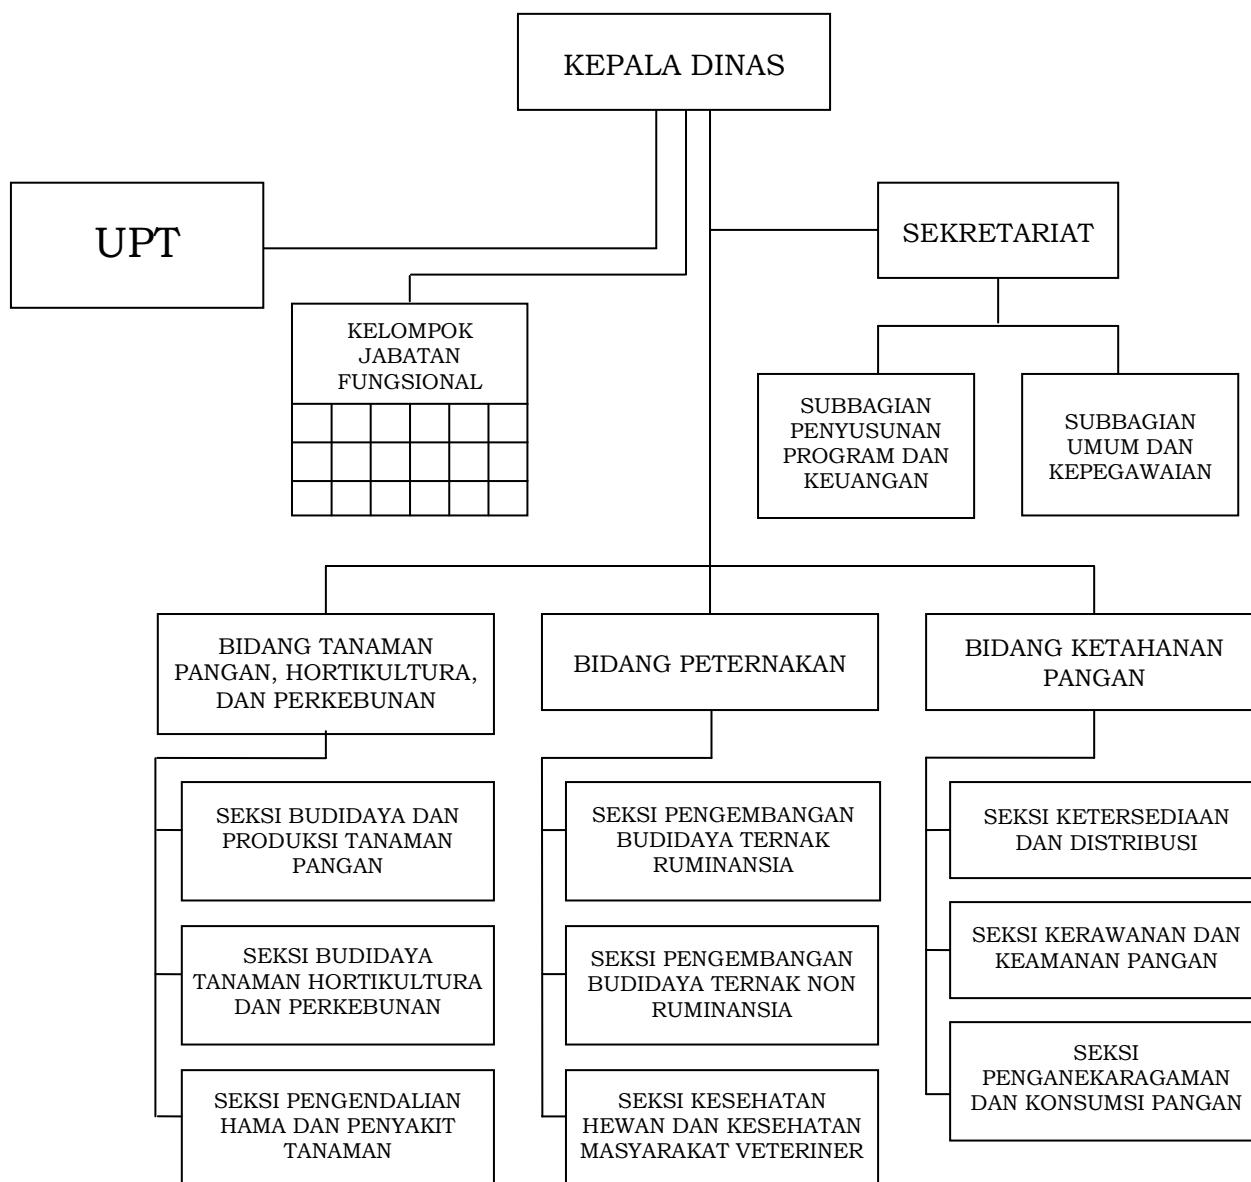 KEPALA DINAS
UPT
SEKRETARIAT
KELOMPOK
JABATAN
FUNGSIONAL
SUBBAGIAN
PENYUSUNAN
PROGRAM DAN
KEUANGAN
SUBBAGIAN
UMUM DAN
KEPEGAWAIAN
BIDANG TANAMAN
PANGAN, HORTIKULTURA,
DAN PERKEBUNAN
BIDANG PETERNAKAN
BIDANG KETAHANAN
PANGAN
SEKSI BUDIDAYA DAN
PRODUKSI TANAMAN
PANGAN
SEKSI BUDIDAYA
TANAMAN HORTIKULTURA
DAN PERKEBUNAN
SEKSI PENGENDALIAN
HAMA DAN PENYAKIT
TANAMAN
SEKSI PENGEMBANGAN
BUDIDAYA TERNAK
RUMINANSIA
SEKSI PENGEMBANGAN
BUDIDAYA TERNAK NON
RUMINANSIA
SEKSI KESEHATAN
HEWAN DAN KESEHATAN
MASYARAKAT VETERINER
SEKSI KETERSEDIAAN
DAN DISTRIBUSI
SEKSI KERAWANAN DAN
KEAMANAN PANGAN
SEKSI
PENGANEKARAGAMAN
DAN KONSUMSI PANGAN